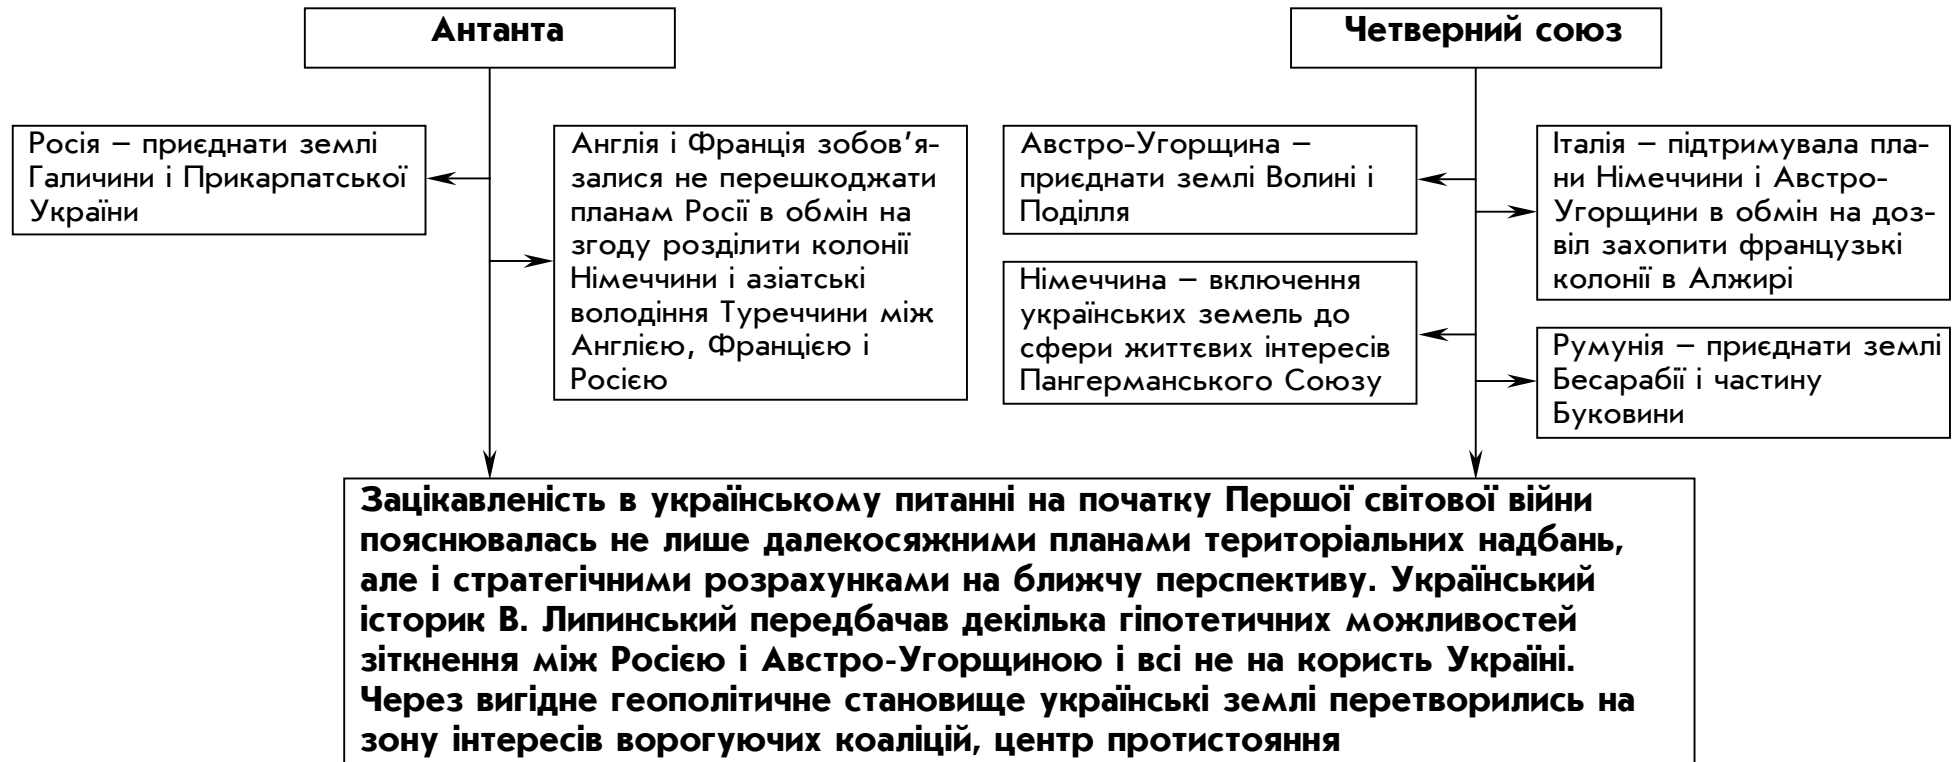 Антанта
Четверний союз
Росія – приєднати землі
Галичини і Прикарпатської
України
Англія і Франція зобов’я-
залися не перешкоджати
планам Росії в обмін на
згоду розділити колонії
Німеччини і азіатські
володіння Туреччини між
Англією, Францією і
Росією
Австро-Угорщина –
приєднати землі Волині і
Поділля
Німеччина – включення
українських земель до
сфери життєвих інтересів
Пангерманського Союзу
Італія – підтримувала пла-
ни Німеччини і Австро-
Угорщини в обмін на доз-
віл захопити французькі
колонії в Алжирі
Румунія – приєднати землі
Бесарабії і частину
Буковини
Зацікавленість в українському питанні на початку Першої світової війни
пояснювалась не лише далекосяжними планами територіальних надбань,
але і стратегічними розрахунками на ближчу перспективу. Український
історик В. Липинський передбачав декілька гіпотетичних можливостей
зіткнення між Росією і Австро-Угорщиною і всі не на користь Україні.
Через вигідне геополітичне становище українські землі перетворились на
зону інтересів ворогуючих коаліцій, центр протистояння